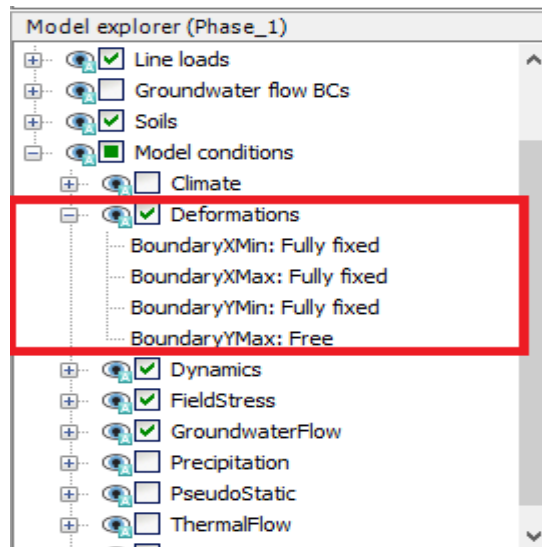 Model explorer (Phase_1)
Line loads
Groundwater flow BCs
Soils
Model conditions
Climate
Deformations
BoundaryXMin: Fully fixed
BoundaryXMax: Fully fixed
BoundaryYMin: Fully fixed
BoundaryYMax: Free
Dynamics
FieldStress
GroundwaterFlow
Precipitation
PseudoStatic
ThermalFlow